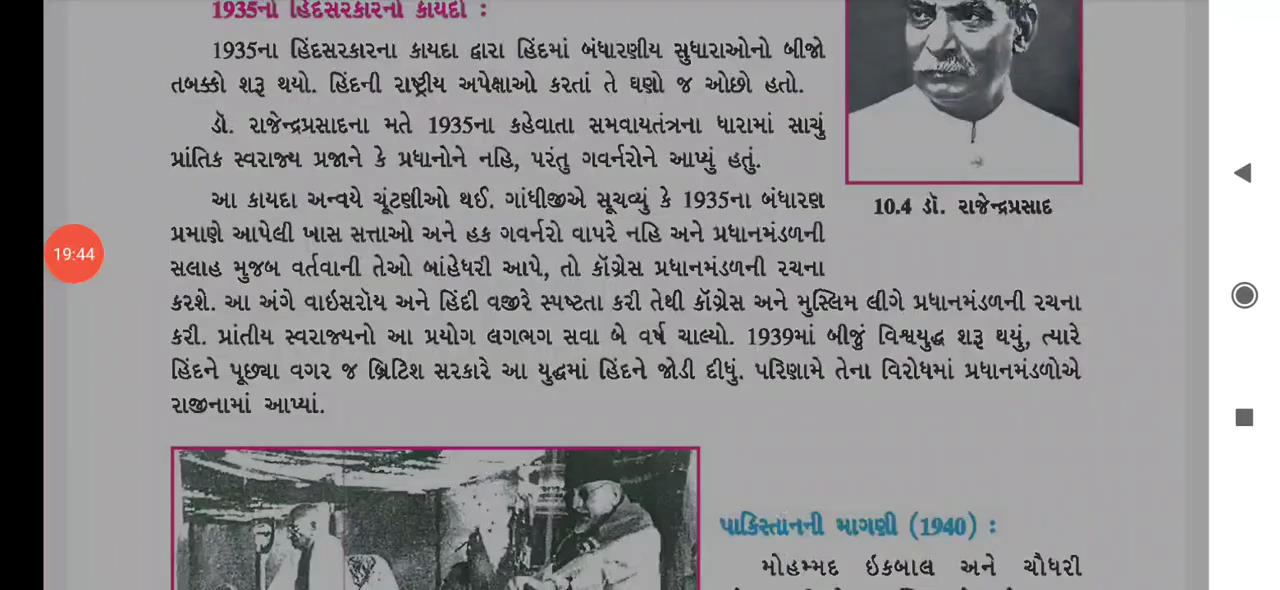 1935નો હિંદસરકારનો કાયદો :
1935ના હિંદસરકારના કાયદા દ્વારા હિંદમાં બંધારણીય સુધારાઓનો બીજો
તબક્કો શરૂ થયો. હિંદની રાષ્ટ્રીય અપેક્ષાઓ કરતાં તે ઘણો જ ઓછો હતો.
ડૉ. રાજેન્દ્રપ્રસાદના મતે 1935ના કહેવાતા સમવાયતંત્રના ધારામાં સાચું
પ્રાંતિક સ્વરાજ્ય પ્રજાને કે પ્રધાનોને નહિ, પરંતુ ગવર્નરોને આપ્યું હતું.
આ કાયદા અન્વયે ચૂંટણીઓ થઈ. ગાંધીજીએ સૂચવ્યું કે 1935ના બંધારણ
પ્રમાણે આપેલી ખાસ સત્તાઓ અને હક ગવર્નરો વાપરે નહિ અને પ્રધાનમંડળની
સલાહ મુજબ વર્તવાની તેઓ બાંહેધરી આપે, તો કૉંગ્રેસ પ્રધાનમંડળની રચના
કરશે. આ અંગે વાઇસરૉય અને હિંદી વજીરે સ્પષ્ટતા કરી તેથી કૉંગ્રેસ અને મુસ્લિમ લીગે પ્રધાનમંડળની રચના
કરી. પ્રાંતીય સ્વરાજ્યનો આ પ્રયોગ લગભગ સવા બે વર્ષ ચાલ્યો. 1939માં બીજું વિશ્વયુદ્ધ શરૂ થયું, ત્યારે
હિંદને પૂછ્યા વગર જ બ્રિટિશ સરકારે આ યુદ્ધમાં હિંદને જોડી દીધું. પરિણામે તેના વિરોધમાં પ્રધાનમંડળોએ
રાજીનામાં આપ્યાં.
10.4 ડૉ. રાજેન્દ્રપ્રસાદ
19:44
પાકિસ્તાનની માગણી (1940) :
મોહમ્મદ ઇકબાલ અને ચૌધરી